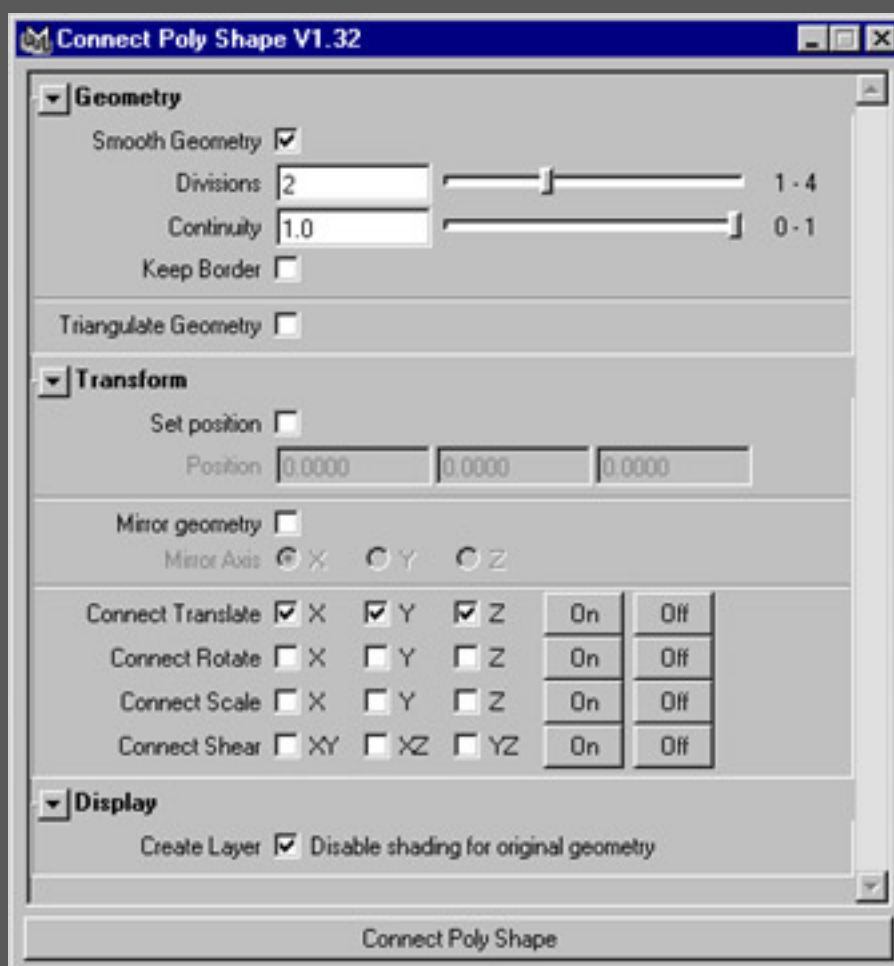 Connect Poly Shape V1.32
Geometry
Smooth Geometry
Divisions 2 1 - 4
Continuity 1.0 0 - 1
Keep Border
Triangulate Geometry
Transform
Set position
Position 0.0000 0.0000 0.0000
Mirror geometry
Mirror Axis X Y Z
Connect Translate X Y Z On Off
Connect Rotate X Y Z On Off
Connect Scale X Y Z On Off
Connect Shear XY XZ YZ On Off
Display
Create Layer Disable shading for original geometry
Connect Poly Shape